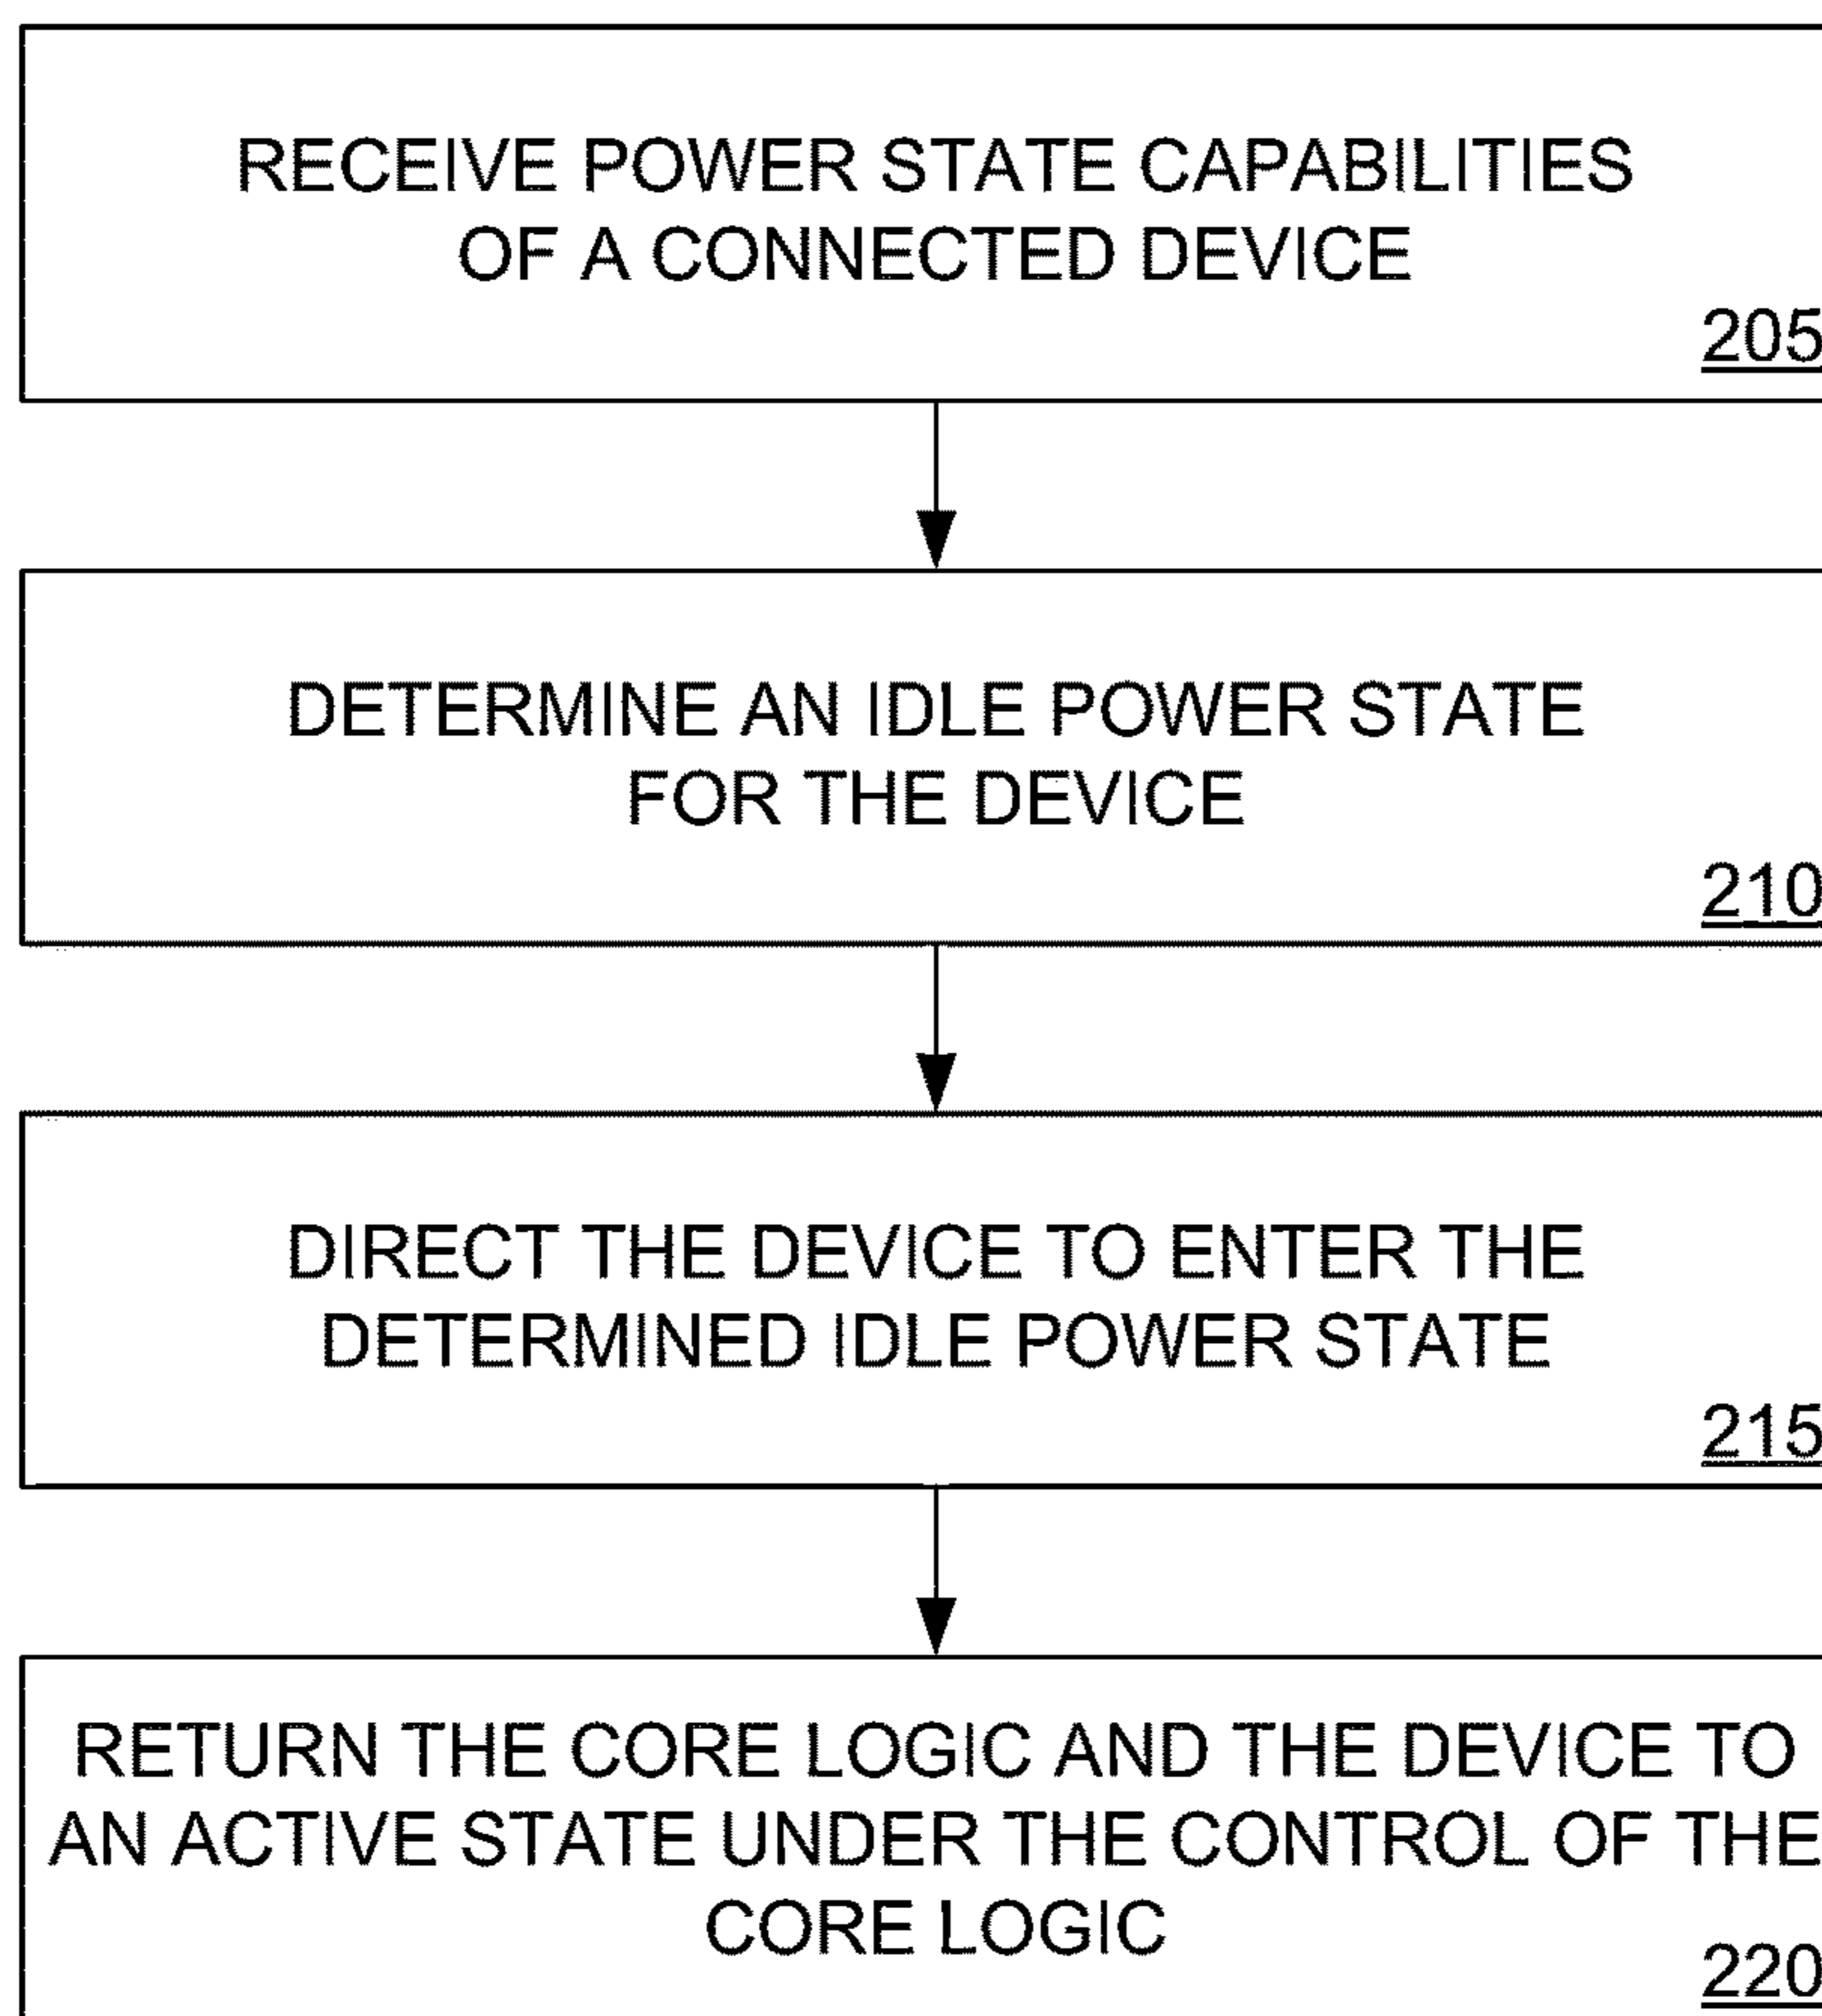 RECEIVE POWER STATE CAPABILITIES
OF A CONNECTED DEVICE
205
DETERMINE AN IDLE POWER STATE
FOR THE DEVICE
210
DIRECT THE DEVICE TO ENTER THE
DETERMINED IDLE POWER STATE
215
RETURN THE CORE LOGIC AND THE DEVICE TO
AN ACTIVE STATE UNDER THE CONTROL OF THE
CORE LOGIC
220